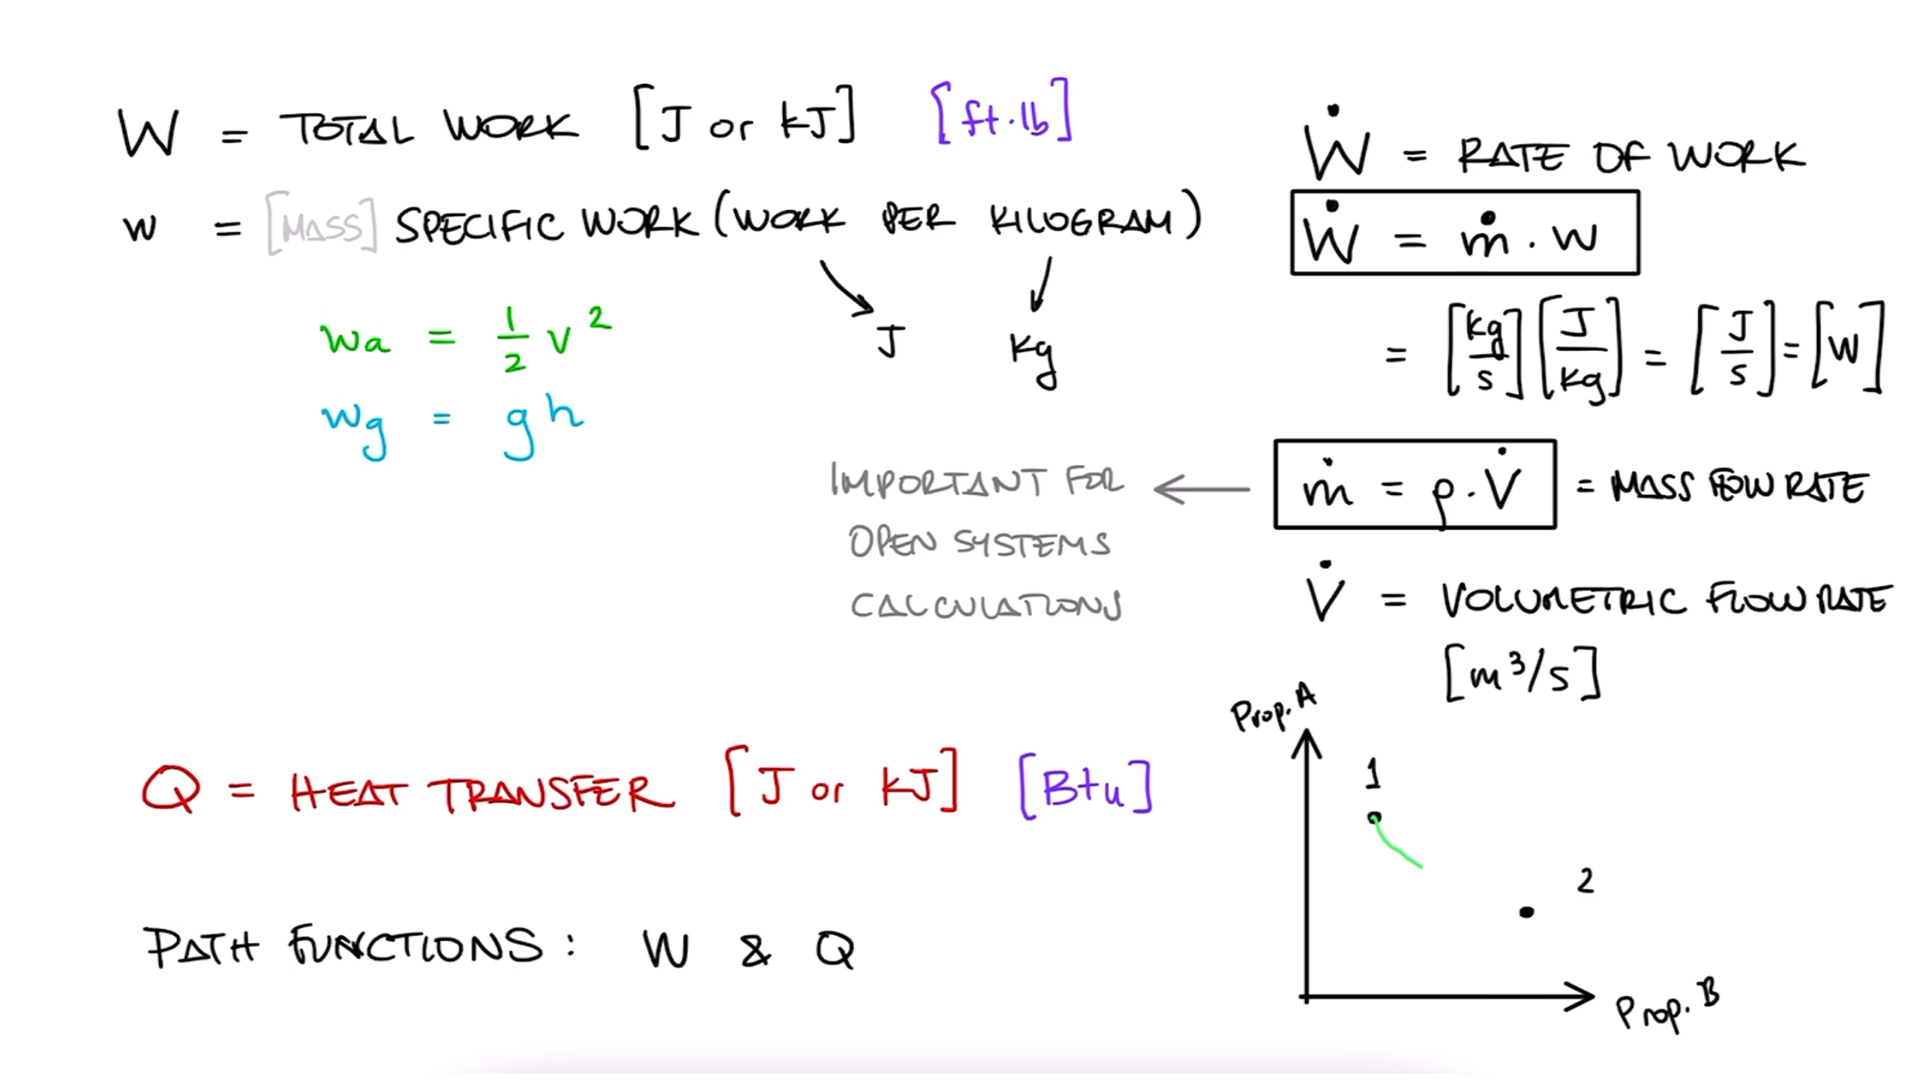 W = TOTAL WORK [J or kJ] [ft·lb]
w = [MASS] SPECIFIC WORK (WORK PER KILOGRAM)
J kg
wa = 1/2 v²
wg = gh
Ẇ = RATE OF WORK
Ẇ = ṁ · w
= [kg/s] [J/kg] = [J/s] = [W]
IMPORTANT FOR
OPEN SYSTEMS
CALCULATIONS
ṁ = ρ · V̇ = MASS FLOW RATE
V̇ = VOLUMETRIC FLOW RATE
[m³/s]
Q = HEAT TRANSFER [J or kJ] [Btu]
PATH FUNCTIONS: W & Q
Prop. A
1
2
Prop. B